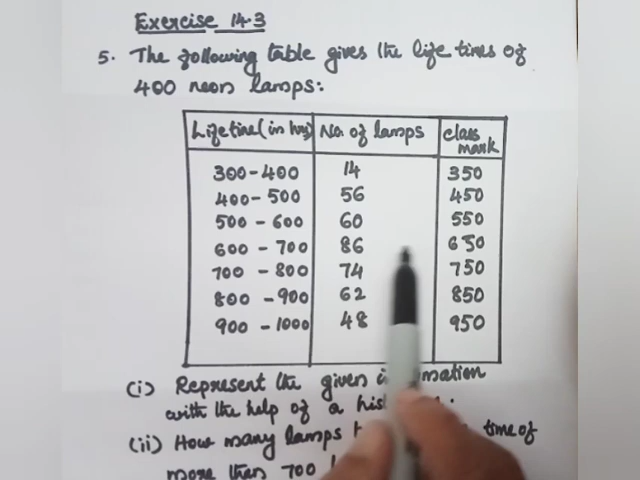 Exercise 14.3
5. The following table gives the life times of
400 neon lamps:
Lifetime (in hrs) No. of lamps class mark
300-400 14 350
400-500 56 450
500-600 60 550
600-700 86 650
700-800 74 750
800-900 62 850
900-1000 48 950
(i) Represent the given
with the help of a
(ii) How many lamps time of
more than 700